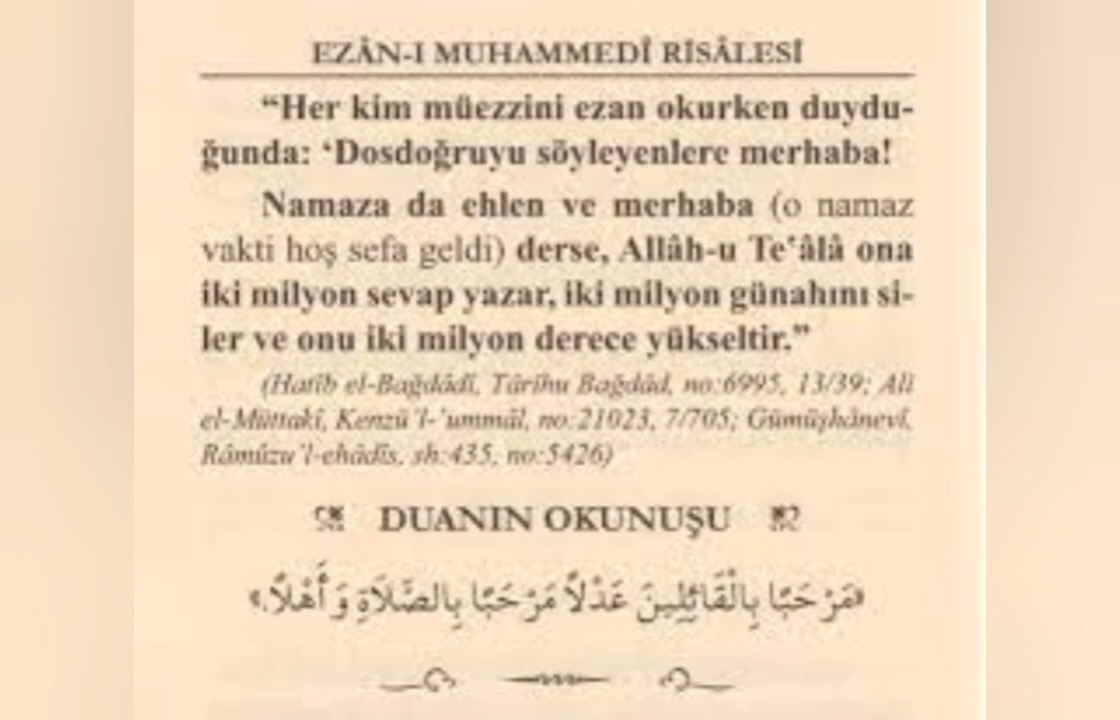 EZÂN-I MUHAMMEDÎ RİSÂLESİ
“Her kim müezzini ezan okurken duydu-
ğunda: ‘Dosdoğruyu söyleyenlere merhaba!
Namaza da ehlen ve merhaba (o namaz
vakti hoş sefa geldi) derse, Allâh-u Te‘âlâ ona
iki milyon sevap yazar, iki milyon günahını si-
ler ve onu iki milyon derece yükseltir.”
(Hatîb el-Bağdâdî, Târîhu Bağdâd, no:6995, 13/39; Alî
el-Müttakî, Kenzü’l-‘ummâl, no:21023, 7/705; Gümüşhânevî,
Râmûzu’l-ehâdîs, sh:435, no:5426)
DUANIN OKUNUŞU
«مَرْحَبًا بِالْقَائِلِينَ عَدْلاً مَرْحَبًا بِالصَّلَاةِ وَأَهْلاً.»